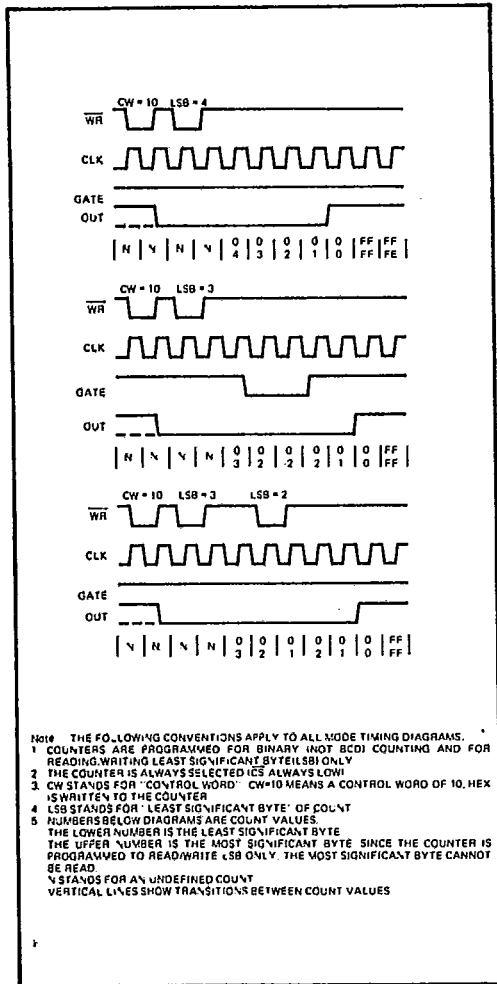 CW = 10 LSB = 4
WR
CLK
GATE
OUT
N N N N 0 0 0 0 0 FF FF
4 3 2 1 0 FF FE
CW = 10 LSB = 3
WR
CLK
GATE
OUT
N N N N 0 0 0 0 0 0 FF
3 2 2 2 1 0 FF
CW = 10 LSB = 3 LSB = 2
WR
CLK
GATE
OUT
N N N N 0 0 0 0 0 0 FF
3 2 1 2 1 0 FF
Note THE FOLLOWING CONVENTIONS APPLY TO ALL MODE TIMING DIAGRAMS.
1 COUNTERS ARE PROGRAMMED FOR BINARY (NOT BCD) COUNTING AND FOR
READING/WRITING LEAST SIGNIFICANT BYTE (LSB) ONLY
2 THE COUNTER IS ALWAYS SELECTED (CS ALWAYS LOW)
3. CW STANDS FOR "CONTROL WORD" CW=10 MEANS A CONTROL WORD OF 10, HEX
IS WRITTEN TO THE COUNTER
4 LSB STANDS FOR "LEAST SIGNIFICANT BYTE" OF COUNT
5 NUMBERS BELOW DIAGRAMS ARE COUNT VALUES.
THE LOWER NUMBER IS THE LEAST SIGNIFICANT BYTE
THE UPPER NUMBER IS THE MOST SIGNIFICANT BYTE SINCE THE COUNTER IS
PROGRAMMED TO READ/WRITE LSB ONLY. THE MOST SIGNIFICANT BYTE CANNOT
BE READ.
N STANDS FOR AN UNDEFINED COUNT
VERTICAL LINES SHOW TRANSITIONS BETWEEN COUNT VALUES